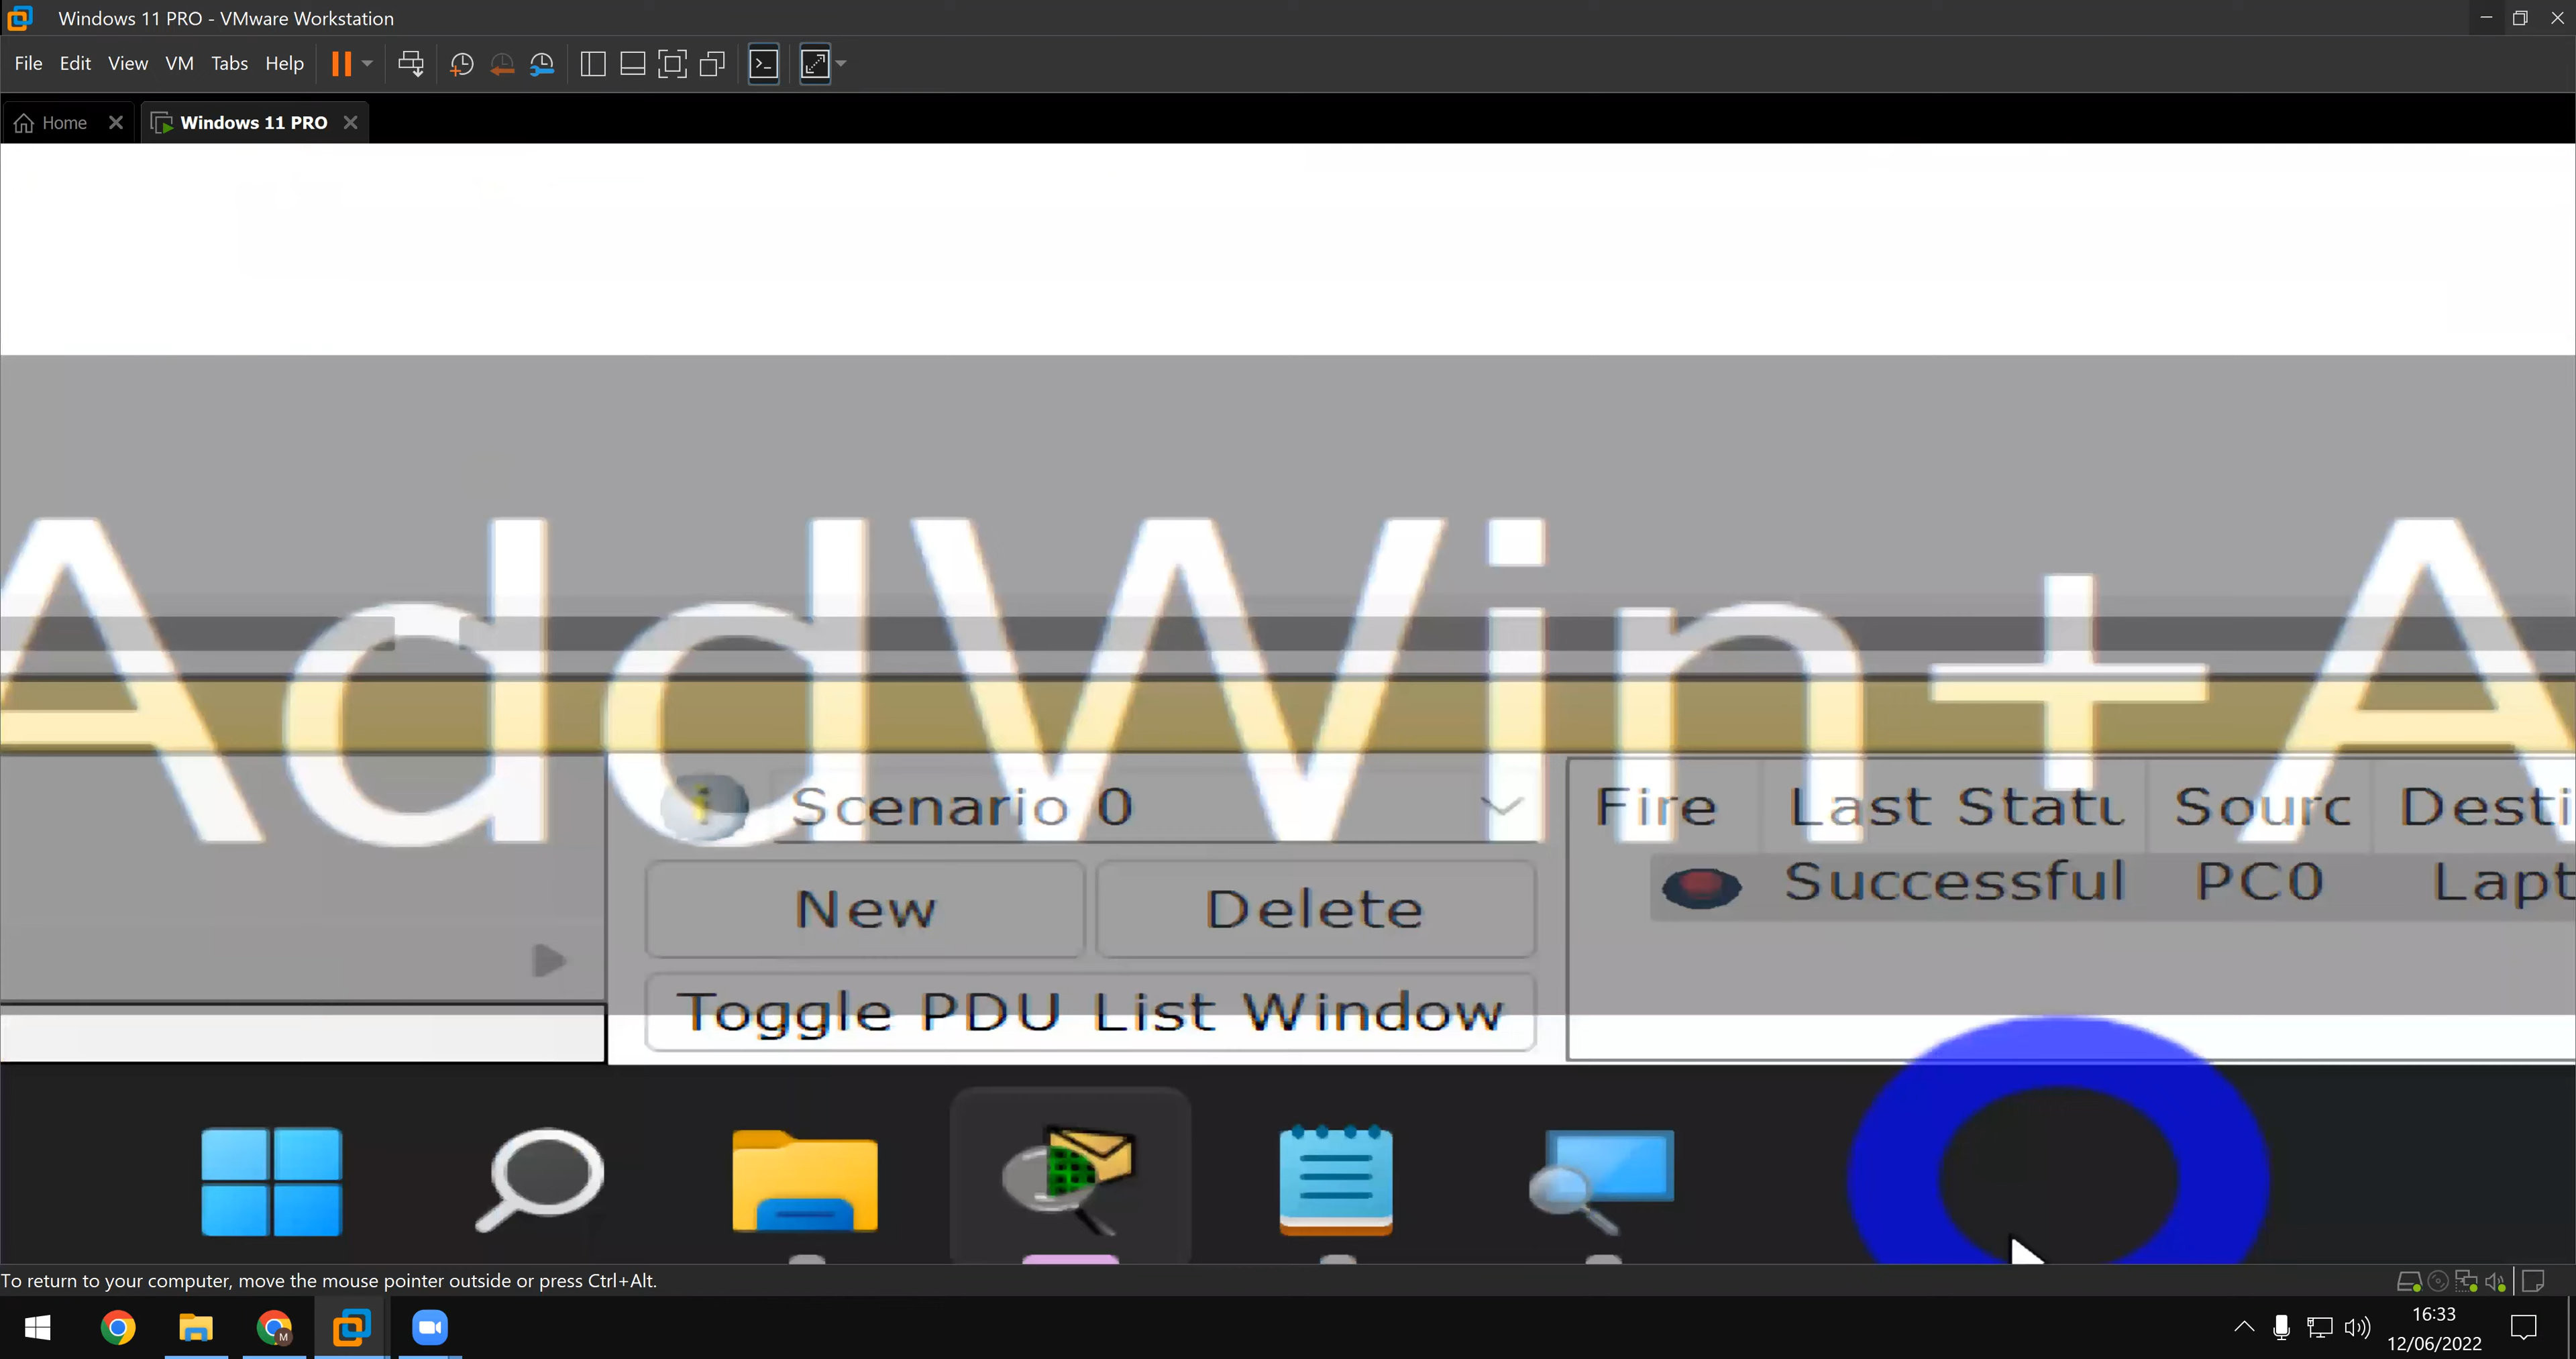 Windows 11 PRO - VMware Workstation
File Edit View VM Tabs Help
Home Windows 11 PRO
AddWin+A
Scenario 0 Fire Last Statu Sourc Desti
New Delete Successful PC0 Lapt
Toggle PDU List Window
To return to your computer, move the mouse pointer outside or press Ctrl+Alt.
M
16:33
12/06/2022